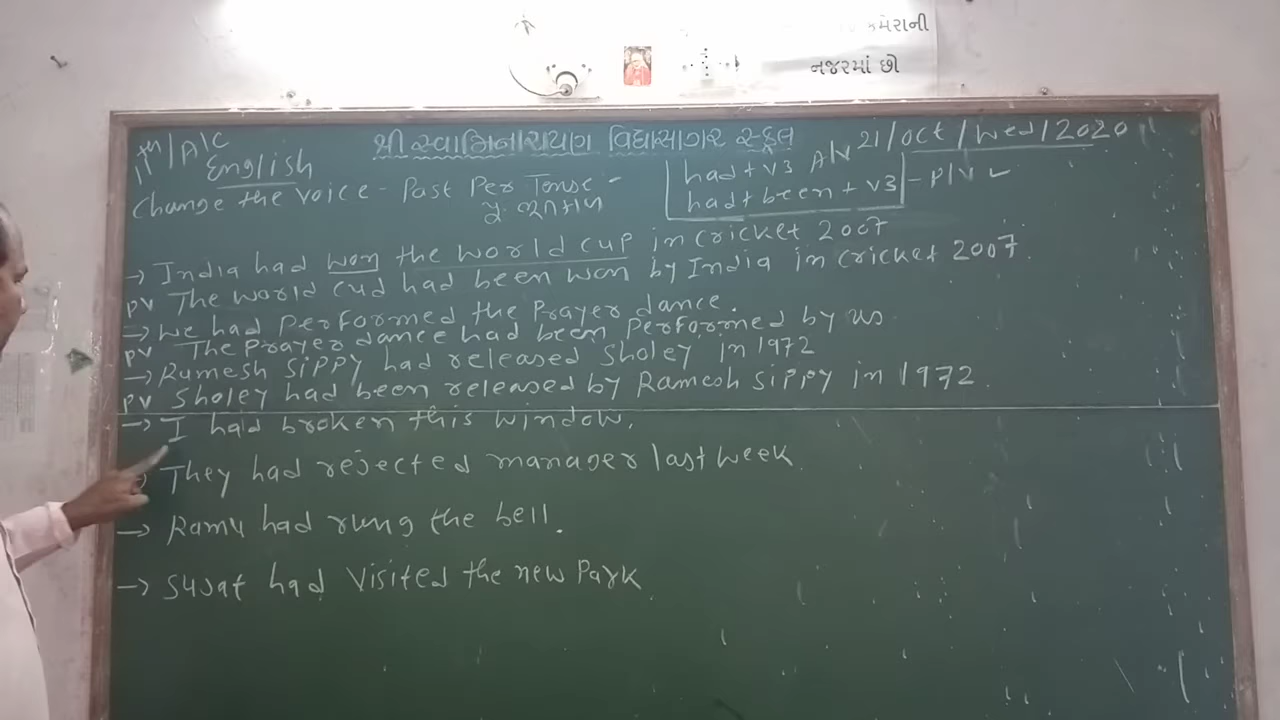 કેમેરાની
નજરમાં છો
11th/A/C
English
શ્રી સ્વામિનારાયણ વિદ્યાસાગર સ્કૂલ
21/Oct/Wed/2020
Change the voice - Past Per Tense -
પૂ. ભૂતકાળ
had + v3 A/V
had + been + v3 - P/V
→ India had won the world cup in cricket 2007
PV The world cud had been won by India in cricket 2007.
→ we had performed the Prayer dance.
PV The Prayer dance had been performed by us
→ Ramesh Sippy had released Sholey in 1972
PV Sholey had been released by Ramesh Sippy in 1972.
→ I had broken this window.
They had rejected manager last week.
→ Ramu had rung the bell.
→ Sujat had visited the new Park.